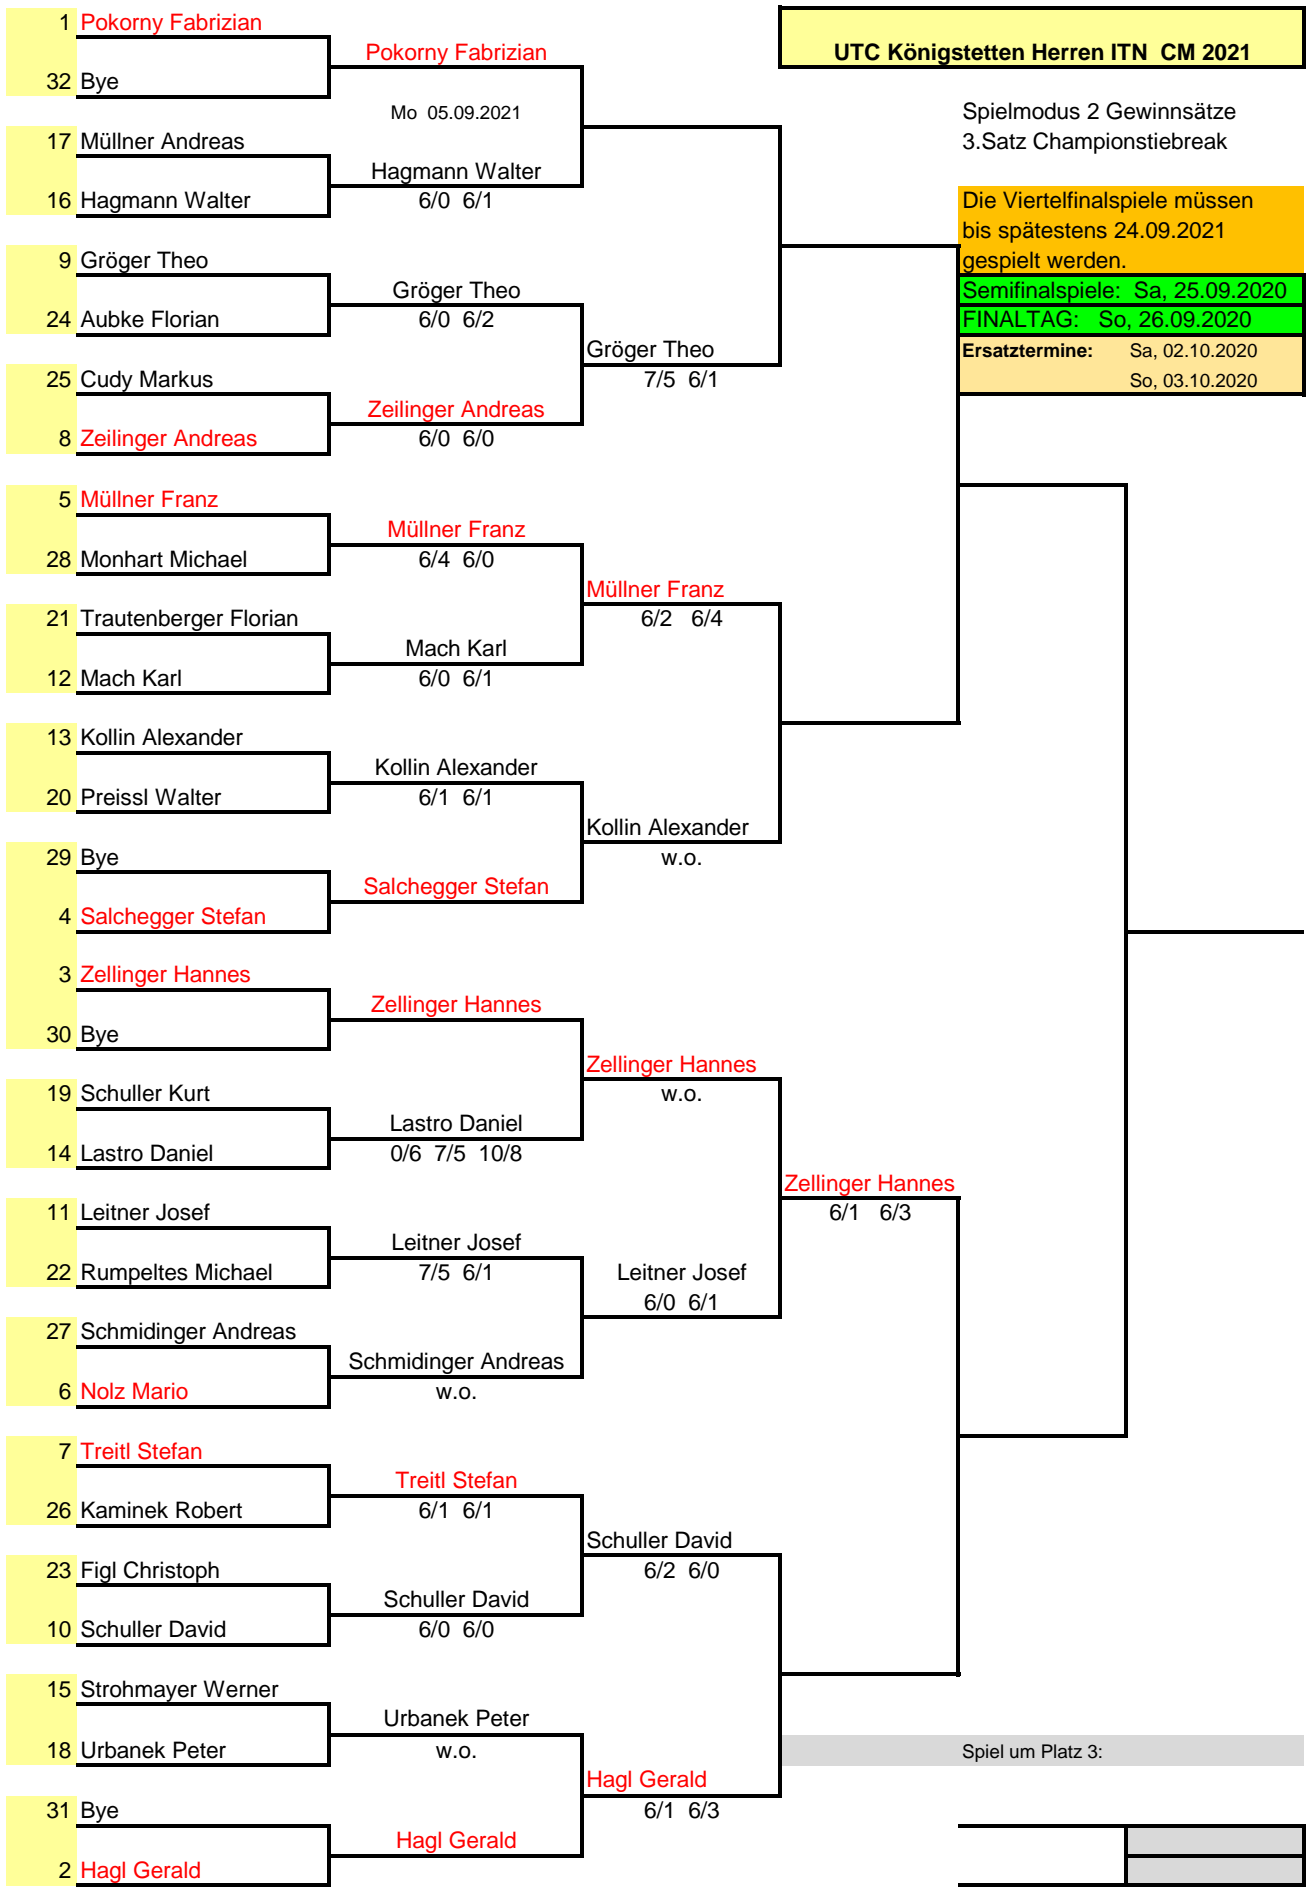 UTC Königstetten Herren ITN CM 2021
Spielmodus 2 Gewinnsätze
3.Satz Championstiebreak
Die Viertelfinalspiele müssen
bis spätestens 24.09.2021
gespielt werden.
Semifinalspiele: Sa, 25.09.2020
FINALTAG: So, 26.09.2020
Ersatztermine: Sa, 02.10.2020
So, 03.10.2020
1 Pokorny Fabrizian
32 Bye
17 Müllner Andreas
16 Hagmann Walter
9 Gröger Theo
24 Aubke Florian
25 Cudy Markus
8 Zeilinger Andreas
5 Müllner Franz
28 Monhart Michael
21 Trautenberger Florian
12 Mach Karl
13 Kollin Alexander
20 Preissl Walter
29 Bye
4 Salchegger Stefan
3 Zellinger Hannes
30 Bye
19 Schuller Kurt
14 Lastro Daniel
11 Leitner Josef
22 Rumpeltes Michael
27 Schmidinger Andreas
6 Nolz Mario
7 Treitl Stefan
26 Kaminek Robert
23 Figl Christoph
10 Schuller David
15 Strohmayer Werner
18 Urbanek Peter
31 Bye
2 Hagl Gerald
Pokorny Fabrizian
Mo 05.09.2021
Hagmann Walter
6/0 6/1
Gröger Theo
6/0 6/2
Zeilinger Andreas
6/0 6/0
Müllner Franz
6/4 6/0
Mach Karl
6/0 6/1
Kollin Alexander
6/1 6/1
Salchegger Stefan
Zellinger Hannes
Lastro Daniel
0/6 7/5 10/8
Leitner Josef
7/5 6/1
Schmidinger Andreas
w.o.
Treitl Stefan
6/1 6/1
Schuller David
6/0 6/0
Urbanek Peter
w.o.
Hagl Gerald
Gröger Theo
7/5 6/1
Müllner Franz
6/2 6/4
Kollin Alexander
w.o.
Zellinger Hannes
w.o.
Leitner Josef
6/0 6/1
Schuller David
6/2 6/0
Hagl Gerald
6/1 6/3
Zellinger Hannes
6/1 6/3
Spiel um Platz 3: